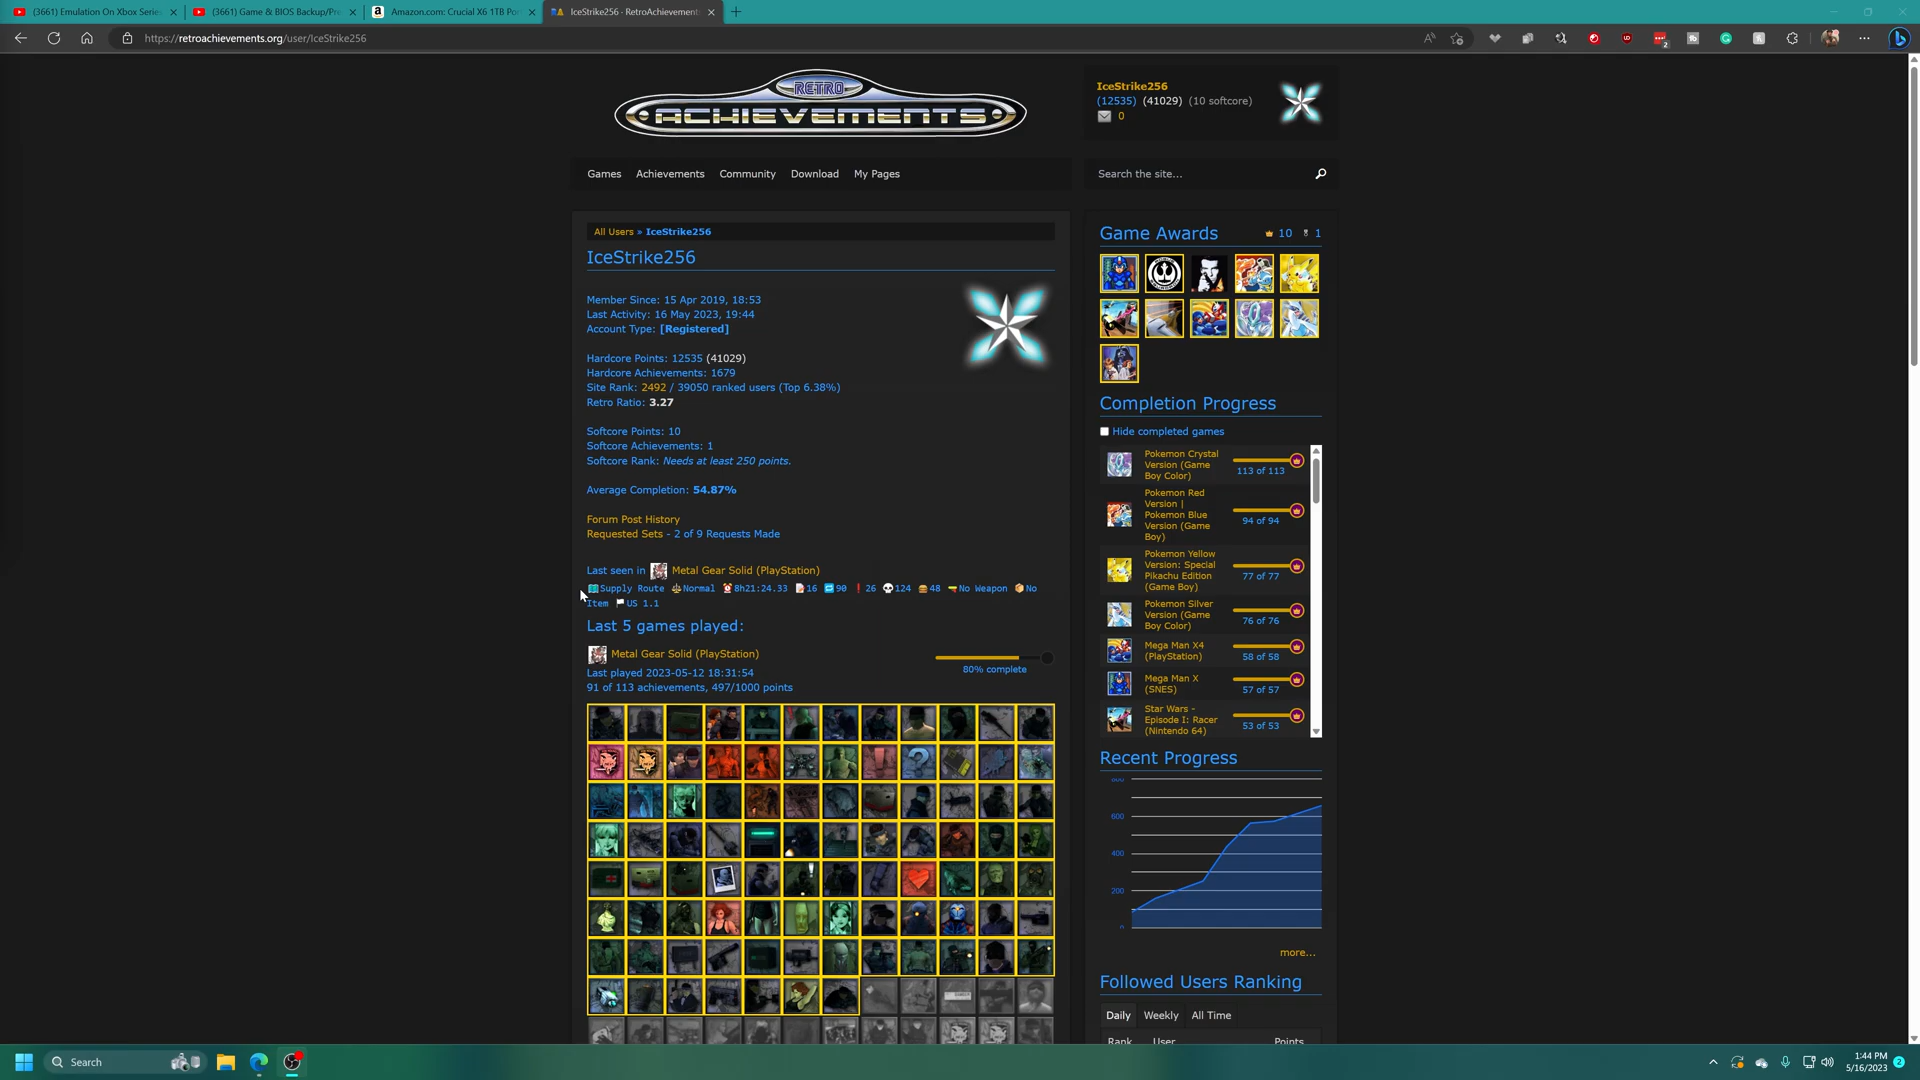 (3661) Emulation On Xbox Series
(3661) Game & BIOS Backup/Pre
Amazon.com: Crucial X6 1TB Por
IceStrike256 - RetroAchievement
https://retroachievements.org/user/IceStrike256
2
RETRO
ACHIEVEMENTS
IceStrike256
(12535) (41029) (10 softcore)
0
Games Achievements Community Download My Pages
Search the site...
All Users » IceStrike256
IceStrike256
Member Since: 15 Apr 2019, 18:53
Last Activity: 16 May 2023, 19:44
Account Type: [Registered]
Hardcore Points: 12535 (41029)
Hardcore Achievements: 1679
Site Rank: 2492 / 39050 ranked users (Top 6.38%)
Retro Ratio: 3.27
Softcore Points: 10
Softcore Achievements: 1
Softcore Rank: Needs at least 250 points.
Average Completion: 54.87%
Forum Post History
Requested Sets - 2 of 9 Requests Made
Last seen in Metal Gear Solid (PlayStation)
Supply Route Normal 8h21:24.33 16 90 26 124 48 No Weapon No
Item US 1.1
Last 5 games played:
Metal Gear Solid (PlayStation)
Last played 2023-05-12 18:31:54
91 of 113 achievements, 497/1000 points
80% complete
Game Awards 10 1
Completion Progress
Hide completed games
Pokemon Crystal
Version (Game
Boy Color)
113 of 113
Pokemon Red
Version |
Pokemon Blue
Version (Game
Boy)
94 of 94
Pokemon Yellow
Version: Special
Pikachu Edition
(Game Boy)
77 of 77
Pokemon Silver
Version (Game
Boy Color)
76 of 76
Mega Man X4
(PlayStation)
58 of 58
Mega Man X
(SNES)
57 of 57
Star Wars -
Episode I: Racer
(Nintendo 64)
53 of 53
Recent Progress
800
600
400
200
0
more...
Followed Users Ranking
Daily Weekly All Time
Rank User Points
Search
1:44 PM
5/16/2023
2